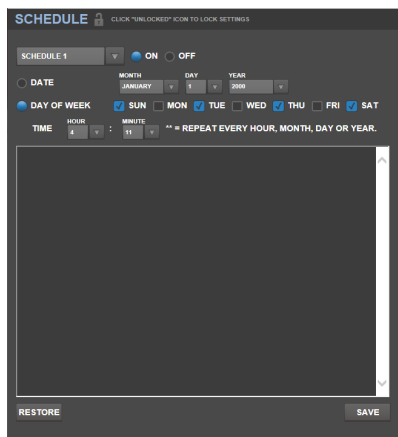 SCHEDULE CLICK "UNLOCKED" ICON TO LOCK SETTINGS
SCHEDULE 1 ON OFF
MONTH DAY YEAR
DATE JANUARY 1 2000
DAY OF WEEK SUN MON TUE WED THU FRI SAT
HOUR MINUTE
TIME 4 : 11 ** = REPEAT EVERY HOUR, MONTH, DAY OR YEAR.
RESTORE SAVE